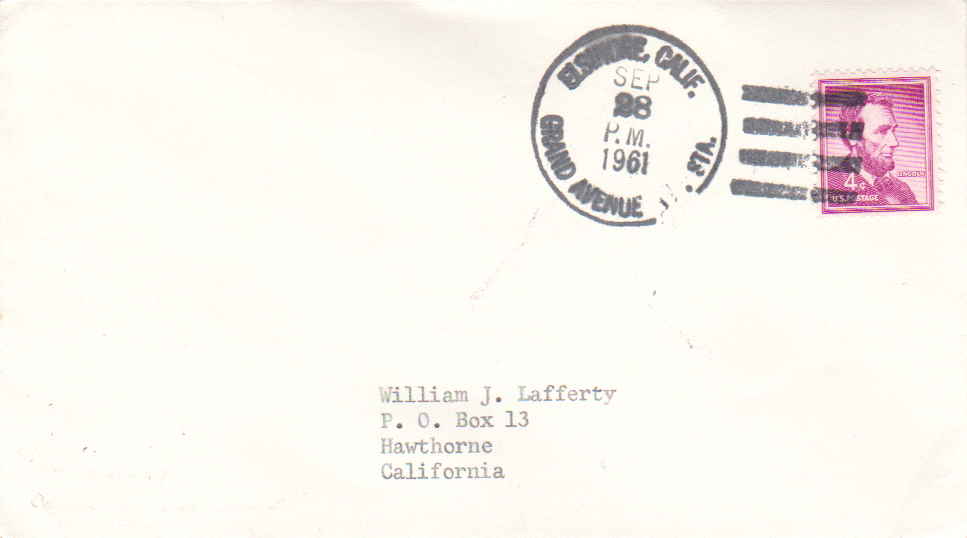 ELSINORE, CALIF.
SEP
28
P.M.
1961
GRAND AVENUE STA.
LINCOLN
4¢
U.S. POSTAGE
William J. Lafferty
P. O. Box 13
Hawthorne
California